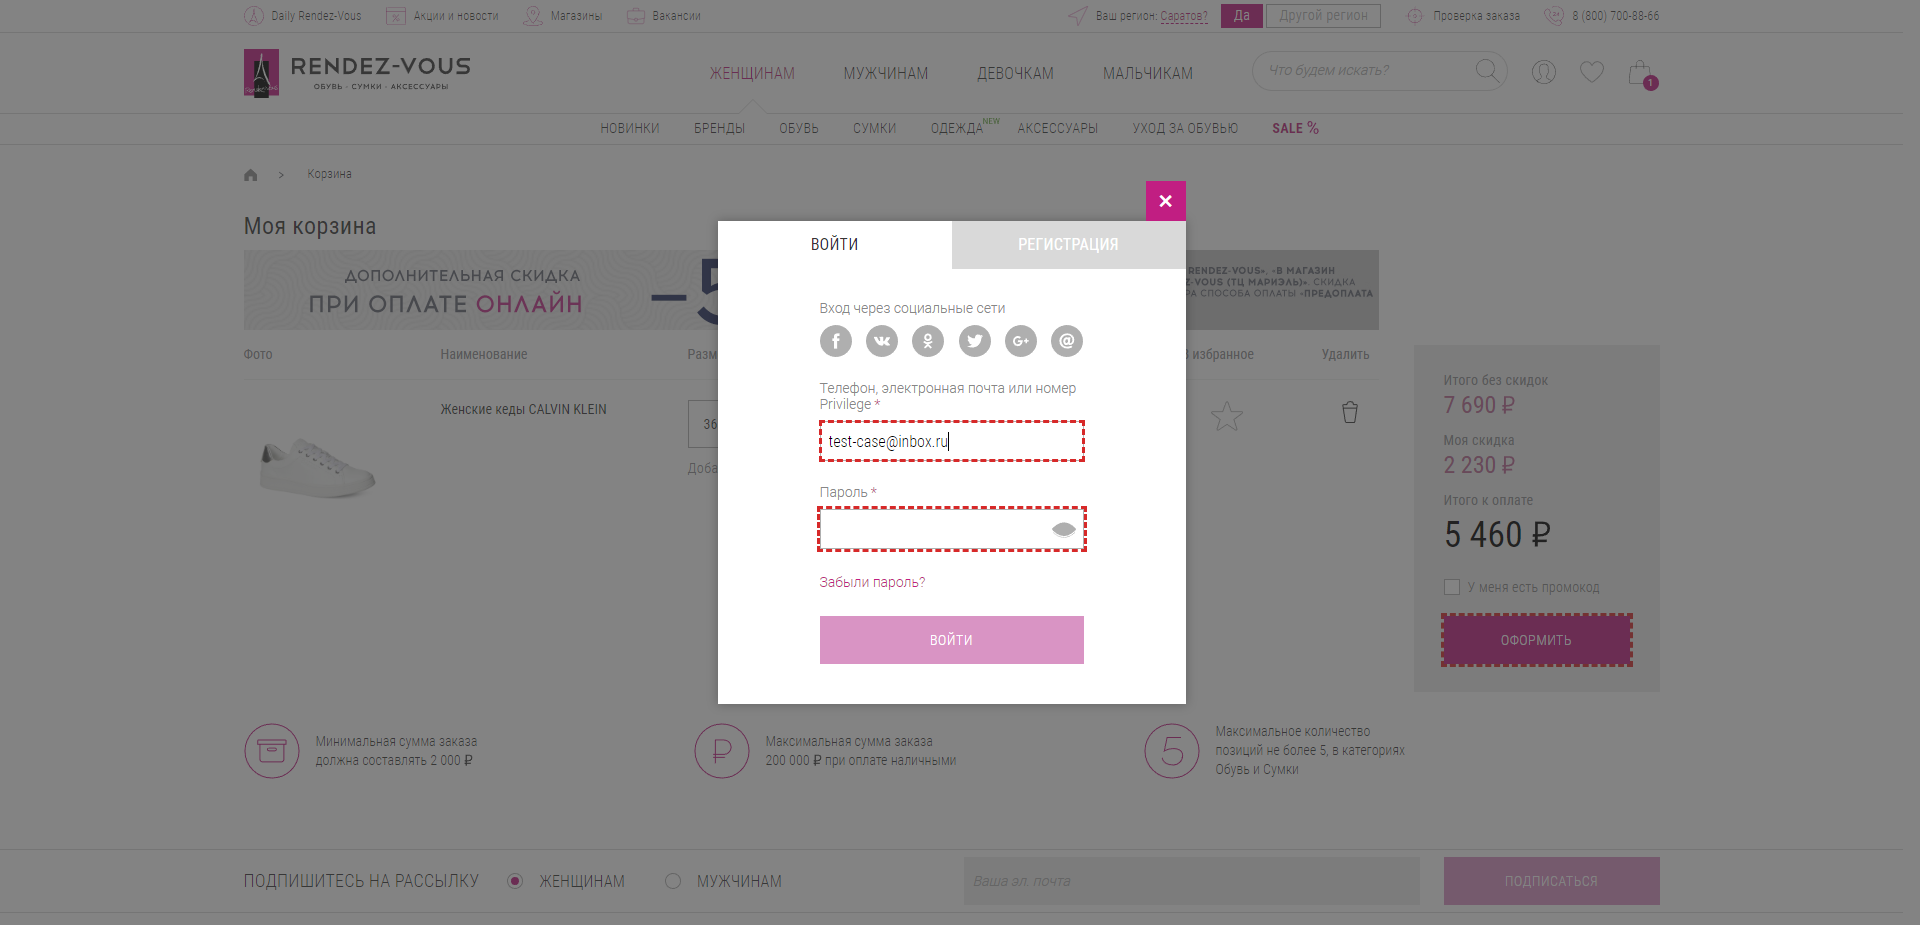 Daily Rendez-Vous
Акции и новости
Магазины
Вакансии
Ваш регион: Саратов?
Да
Другой регион
Проверка заказа
8 (800) 700-88-66
RENDEZ-VOUS
ОБУВЬ · СУМКИ · АКСЕССУАРЫ
ЖЕНЩИНАМ
МУЖЧИНАМ
ДЕВОЧКАМ
МАЛЬЧИКАМ
Что будем искать?
1
НОВИНКИ
БРЕНДЫ
ОБУВЬ
СУМКИ
ОДЕЖДА NEW
АКСЕССУАРЫ
УХОД ЗА ОБУВЬЮ
SALE %
> Корзина
Моя корзина
ДОПОЛНИТЕЛЬНАЯ СКИДКА
ПРИ ОПЛАТЕ ОНЛАЙН
–5
RENDEZ-VOUS», «В МАГАЗИН
Z-VOUS (ТЦ МАРИЭЛЬ)». СКИДКА
РА СПОСОБА ОПЛАТЫ «ПРЕДОПЛАТА
Фото
Наименование
Разм
В избранное
Удалить
Женские кеды CALVIN KLEIN
36
Доба
Итого без скидок
7 690 ₽
Моя скидка
2 230 ₽
Итого к оплате
5 460 ₽
У меня есть промокод
ОФОРМИТЬ
ВОЙТИ
РЕГИСТРАЦИЯ
Вход через социальные сети
Телефон, электронная почта или номер
Privilege *
test-case@inbox.ru
Пароль *
Забыли пароль?
ВОЙТИ
Минимальная сумма заказа
должна составлять 2 000 ₽
₽
Максимальная сумма заказа
200 000 ₽ при оплате наличными
5
Максимальное количество
позиций не более 5, в категориях
Обувь и Сумки
ПОДПИШИТЕСЬ НА РАССЫЛКУ
ЖЕНЩИНАМ
МУЖЧИНАМ
Ваша эл. почта
ПОДПИСАТЬСЯ